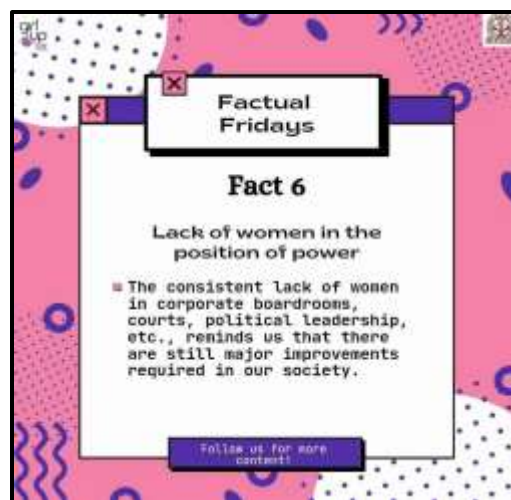 girl
up
Factual
Fridays
Fact 6
Lack of women in the
position of power
The consistent lack of women
in corporate boardrooms,
courts, political leadership,
etc., reminds us that there
are still major improvements
required in our society.
Follow us for more
content!